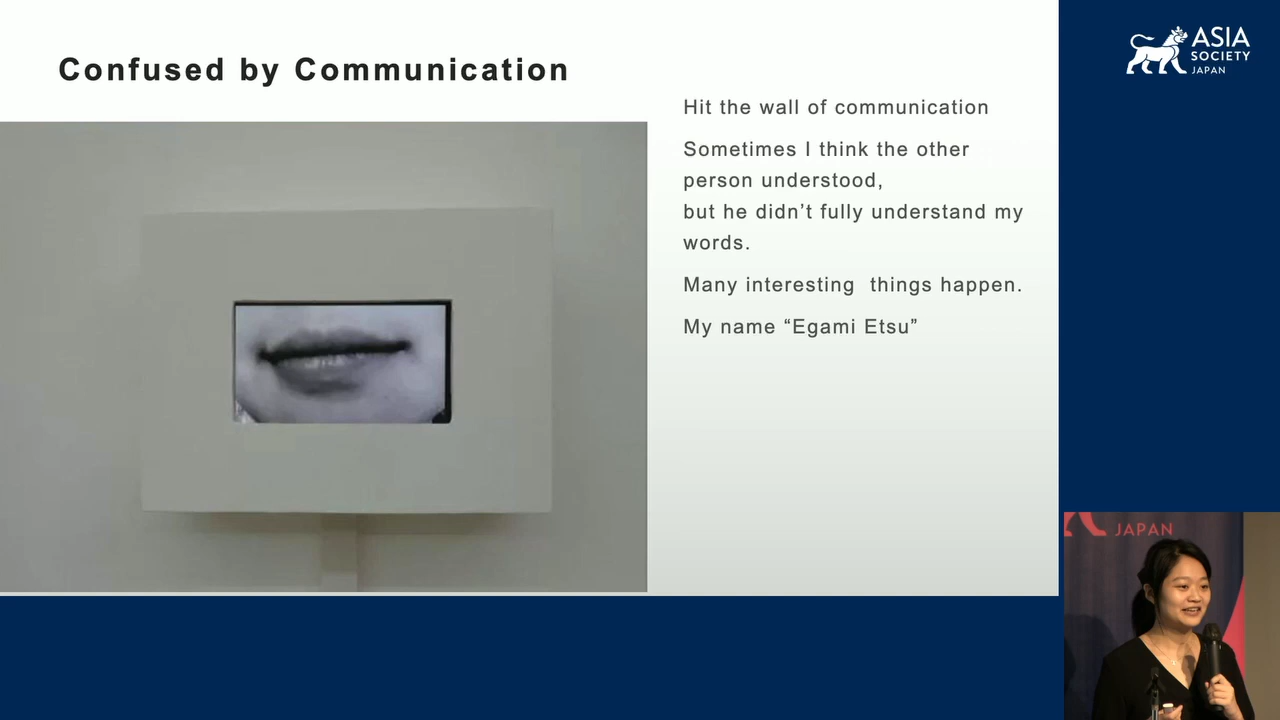 Confused by Communication
Hit the wall of communication
Sometimes I think the other
person understood,
but he didn’t fully understand my
words.
Many interesting  things happen.
My name “Egami Etsu”
ASIA
SOCIETY
JAPAN
JAPAN